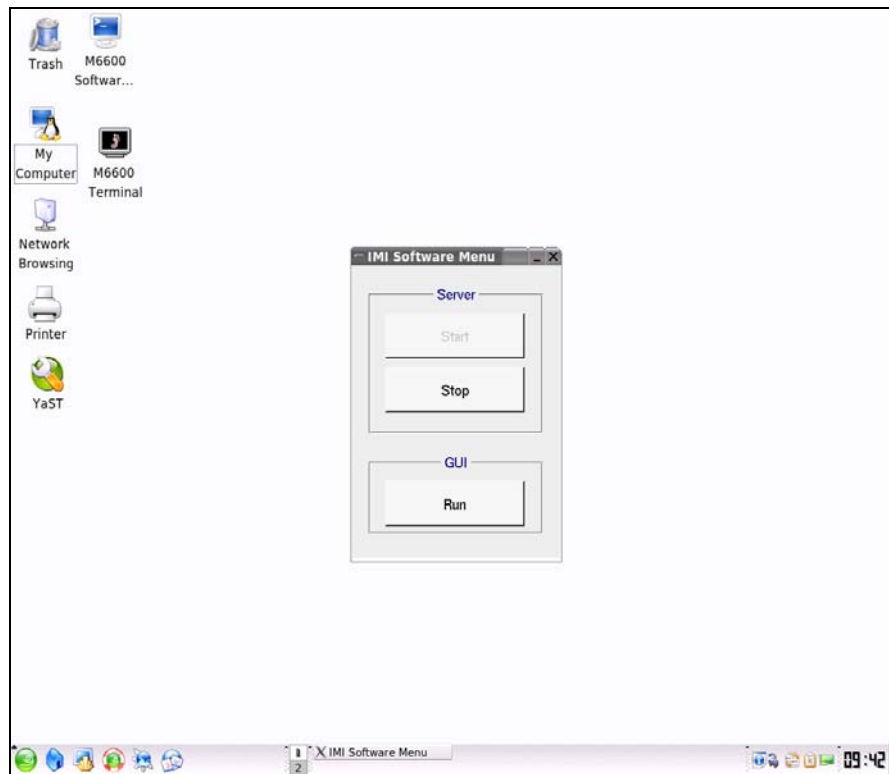 Trash
M6600
Softwar...
My
Computer
M6600
Terminal
Network
Browsing
Printer
YaST
IMI Software Menu
Server
Start
Stop
GUI
Run
1
2
IMI Software Menu
09:42